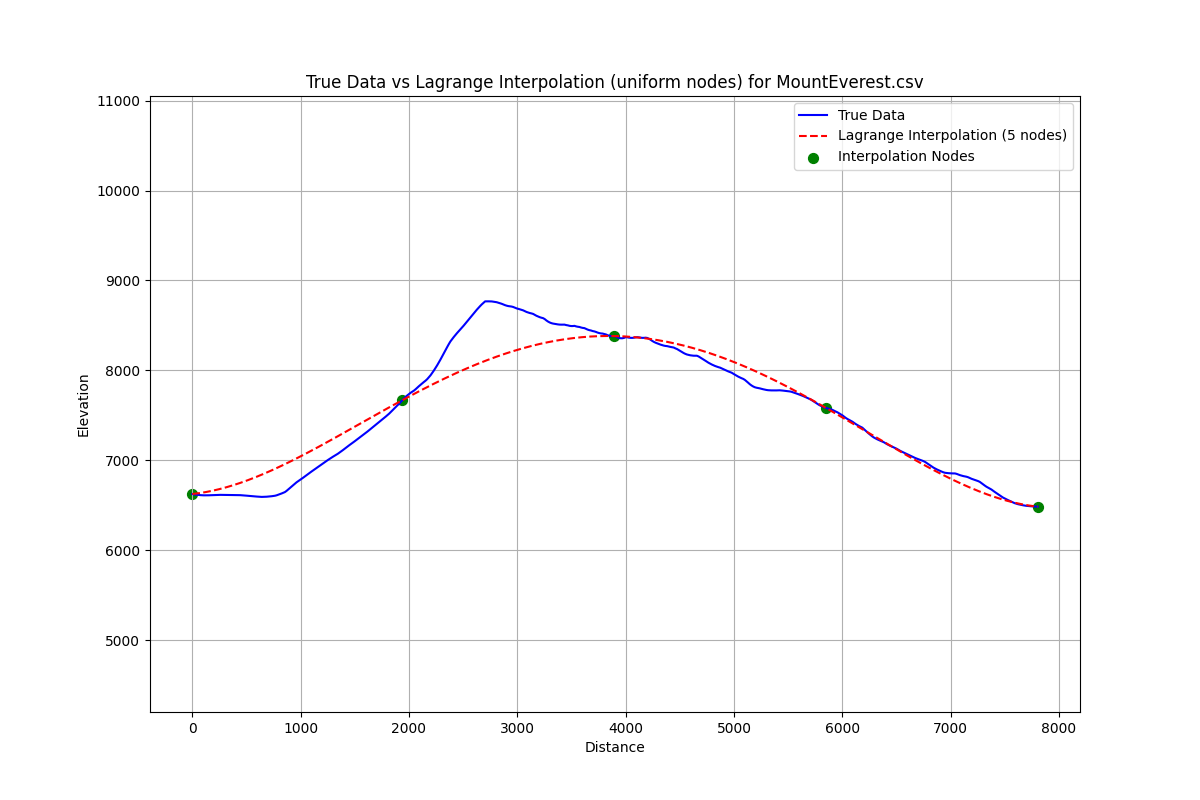 True Data vs Lagrange Interpolation (uniform nodes) for MountEverest.csv
True Data
Lagrange Interpolation (5 nodes)
Interpolation Nodes
11000
10000
9000
8000
7000
6000
5000
Elevation
0 1000 2000 3000 4000 5000 6000 7000 8000
Distance